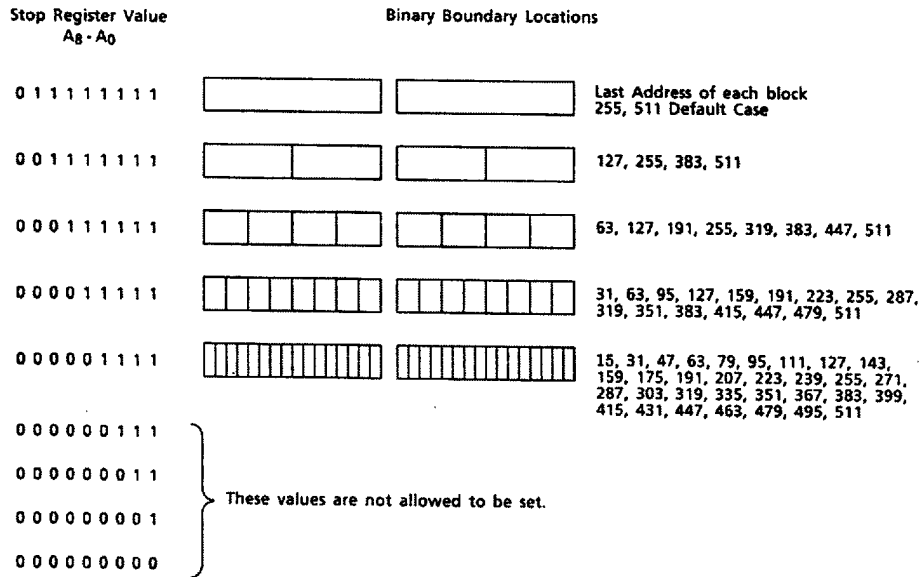 Stop Register Value
A8 - A0
Binary Boundary Locations
0 1 1 1 1 1 1 1 1
Last Address of each block
255, 511 Default Case
0 0 1 1 1 1 1 1 1
127, 255, 383, 511
0 0 0 1 1 1 1 1 1
63, 127, 191, 255, 319, 383, 447, 511
0 0 0 0 1 1 1 1 1
31, 63, 95, 127, 159, 191, 223, 255, 287,
319, 351, 383, 415, 447, 479, 511
0 0 0 0 0 1 1 1 1
15, 31, 47, 63, 79, 95, 111, 127, 143,
159, 175, 191, 207, 223, 239, 255, 271,
287, 303, 319, 335, 351, 367, 383, 399,
415, 431, 447, 463, 479, 495, 511
0 0 0 0 0 0 1 1 1
0 0 0 0 0 0 0 1 1
These values are not allowed to be set.
0 0 0 0 0 0 0 0 1
0 0 0 0 0 0 0 0 0